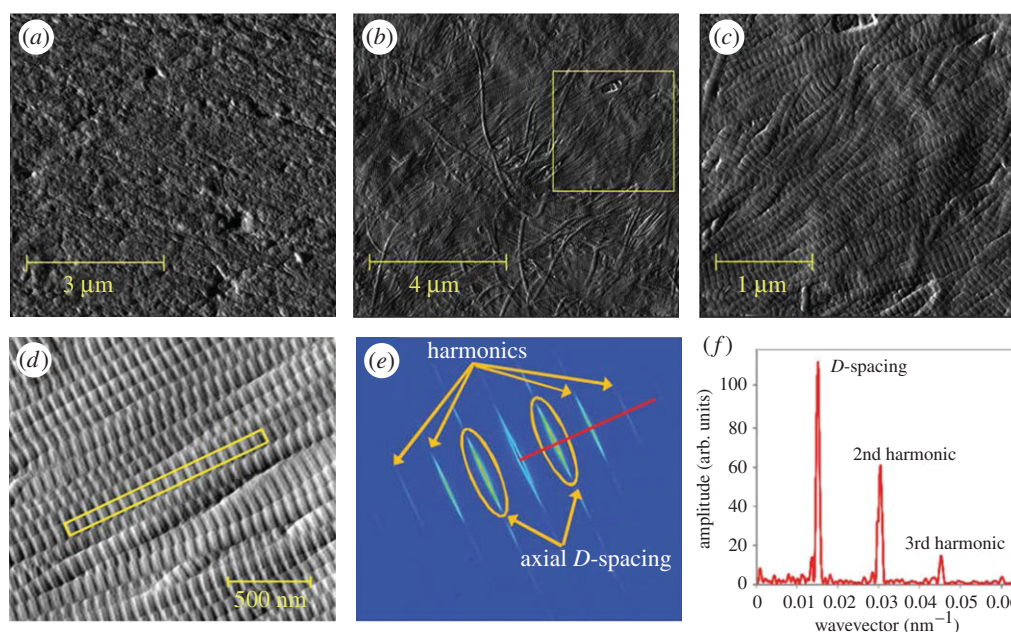 (a)
(b)
(c)
3 µm
4 µm
1 µm
(d)
500 nm
(e)
harmonics
axial D-spacing
(f)
amplitude (arb. units)
100
80
60
40
20
0
D-spacing
2nd harmonic
3rd harmonic
0 0.01 0.02 0.03 0.04 0.05 0.06
wavevector (nm⁻¹)